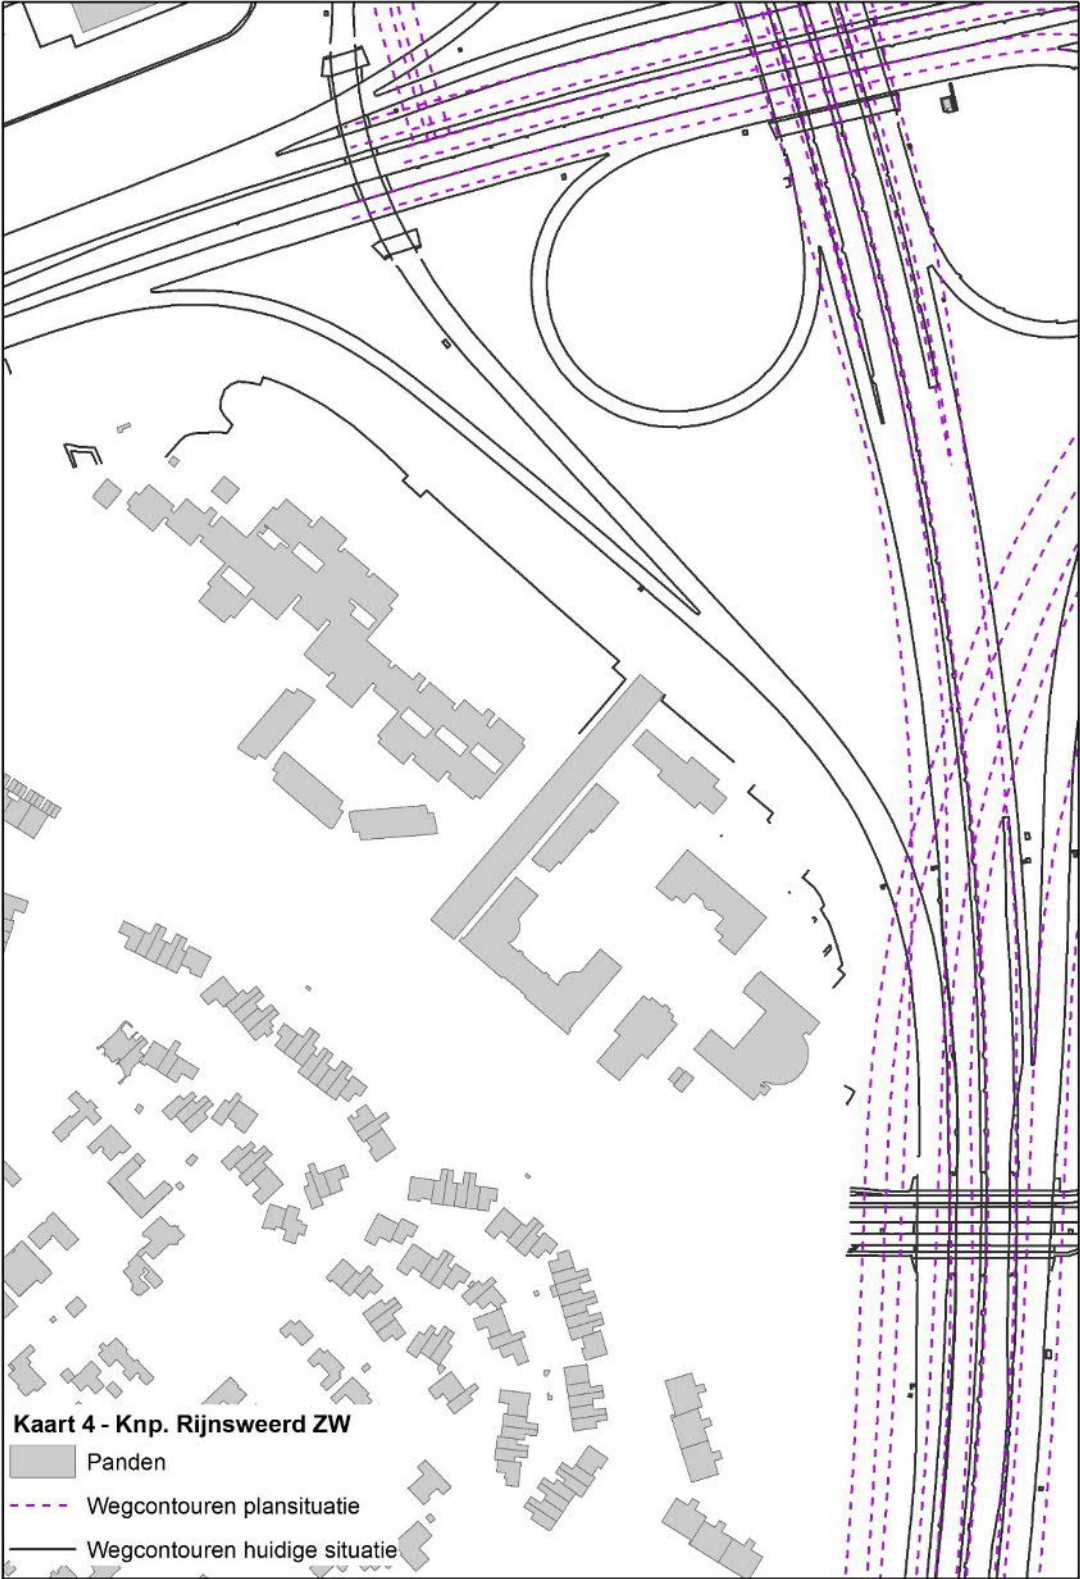 Kaart 4 - Knp. Rijnsweerd ZW
Panden
Wegcontouren plansituatie
Wegcontouren huidige situatie